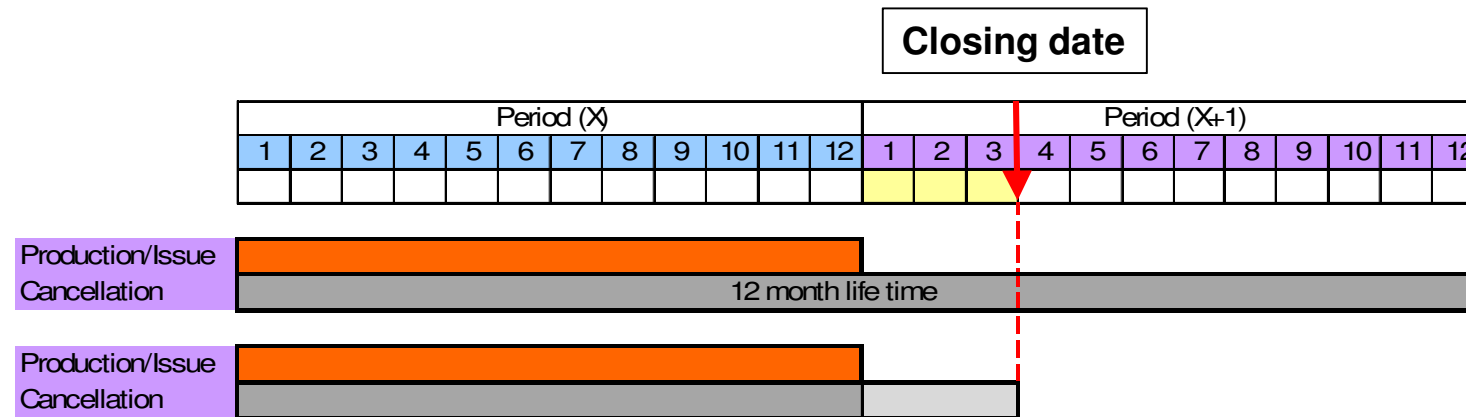 Closing date
Period (X) Period (X+1)
1 2 3 4 5 6 7 8 9 10 11 12 1 2 3 4 5 6 7 8 9 10 11 12
Production/Issue
Cancellation 12 month life time
Production/Issue
Cancellation